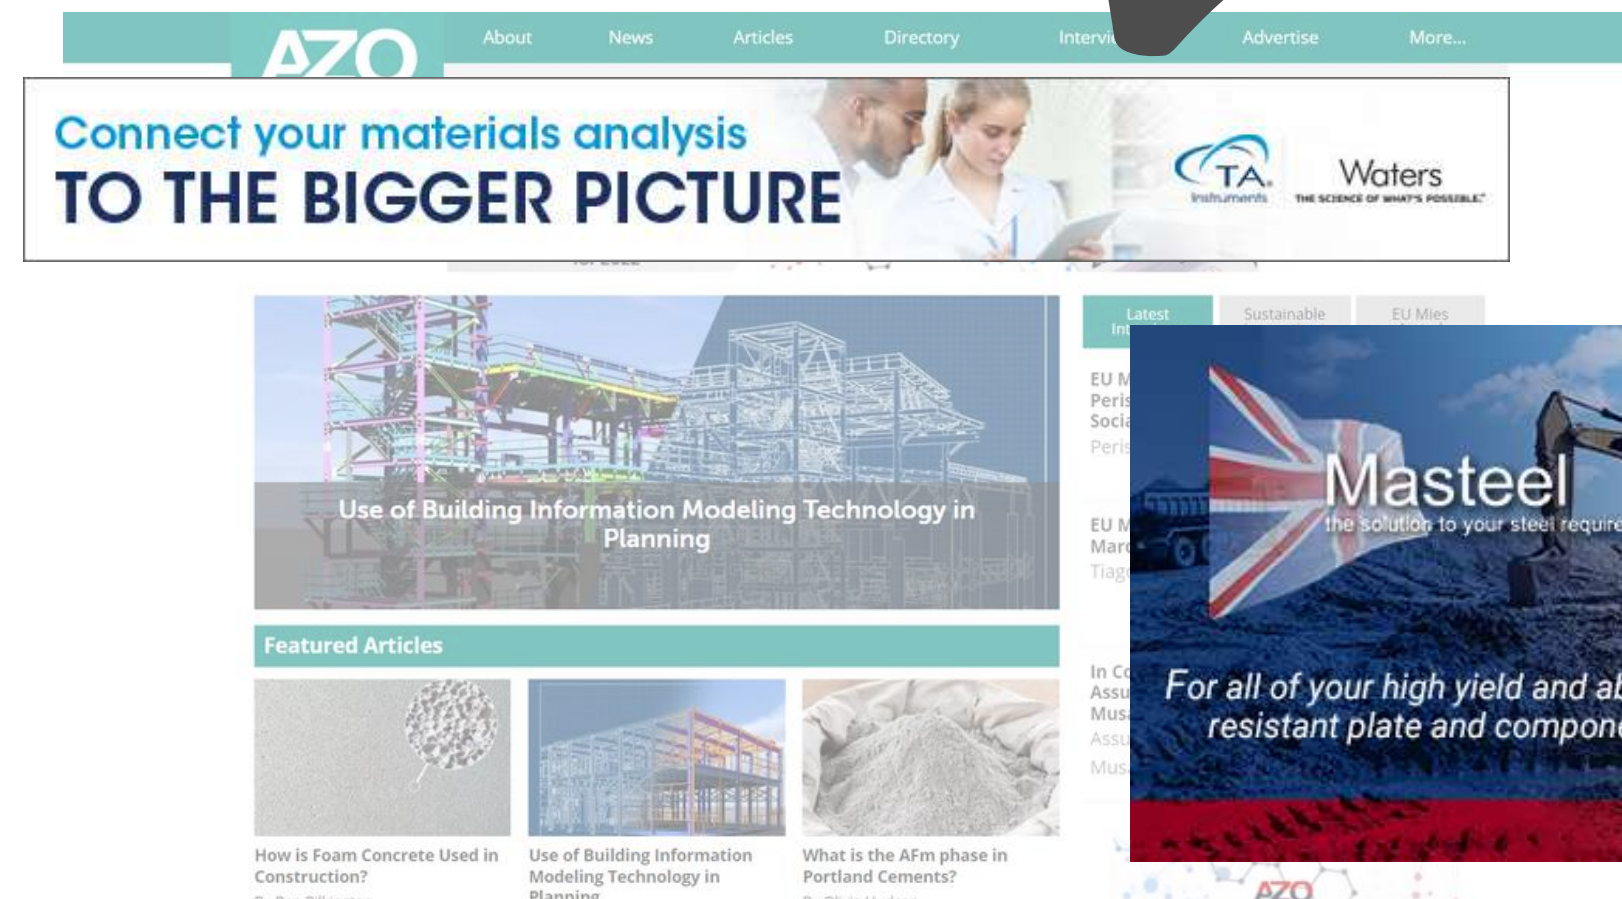 AZO
About News Articles Directory Advertise More...
Connect your materials analysis
TO THE BIGGER PICTURE
TA
Instruments
Waters
THE SCIENCE OF WHAT'S POSSIBLE.™
Latest
Sustainable
EU Mies
Use of Building Information Modeling Technology in
Planning
EU
EU
Masteel
the solution to your steel
For all of your high yield and
resistant plate and
In
Featured Articles
How is Foam Concrete Used in
Construction?
Use of Building Information
Modeling Technology in
Planning
What is the AFm phase in
Portland Cements?
AZO